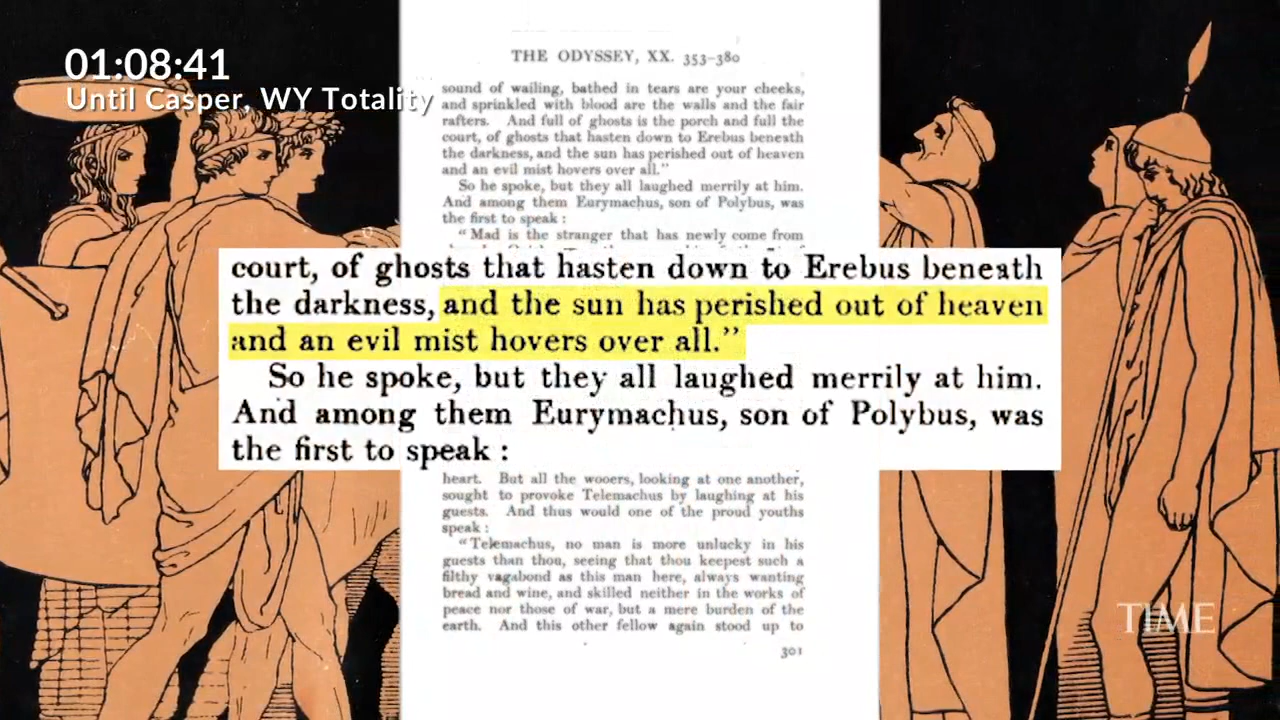 01:08:41
Until Casper, WY Totality
THE ODYSSEY, XX. 353–380
sound of wailing, bathed in tears are your cheeks,
and sprinkled with blood are the walls and the fair
rafters. And full of ghosts is the porch and full the
court, of ghosts that hasten down to Erebus beneath
the darkness, and the sun has perished out of heaven
and an evil mist hovers over all.”
So he spoke, but they all laughed merrily at him.
And among them Eurymachus, son of Polybus, was
the first to speak :
“Mad is the stranger that has newly come from
court, of ghosts that hasten down to Erebus beneath
the darkness, and the sun has perished out of heaven
and an evil mist hovers over all.”
So he spoke, but they all laughed merrily at him.
And among them Eurymachus, son of Polybus, was
the first to speak :
heart. But all the wooers, looking at one another,
sought to provoke Telemachus by laughing at his
guests. And thus would one of the proud youths
speak :
“Telemachus, no man is more unlucky in his
guests than thou, seeing that thou keepest such a
filthy vagabond as this man here, always wanting
bread and wine, and skilled neither in the works of
peace nor those of war, but a mere burden of the
earth. And this other fellow again stood up to
TIME
301